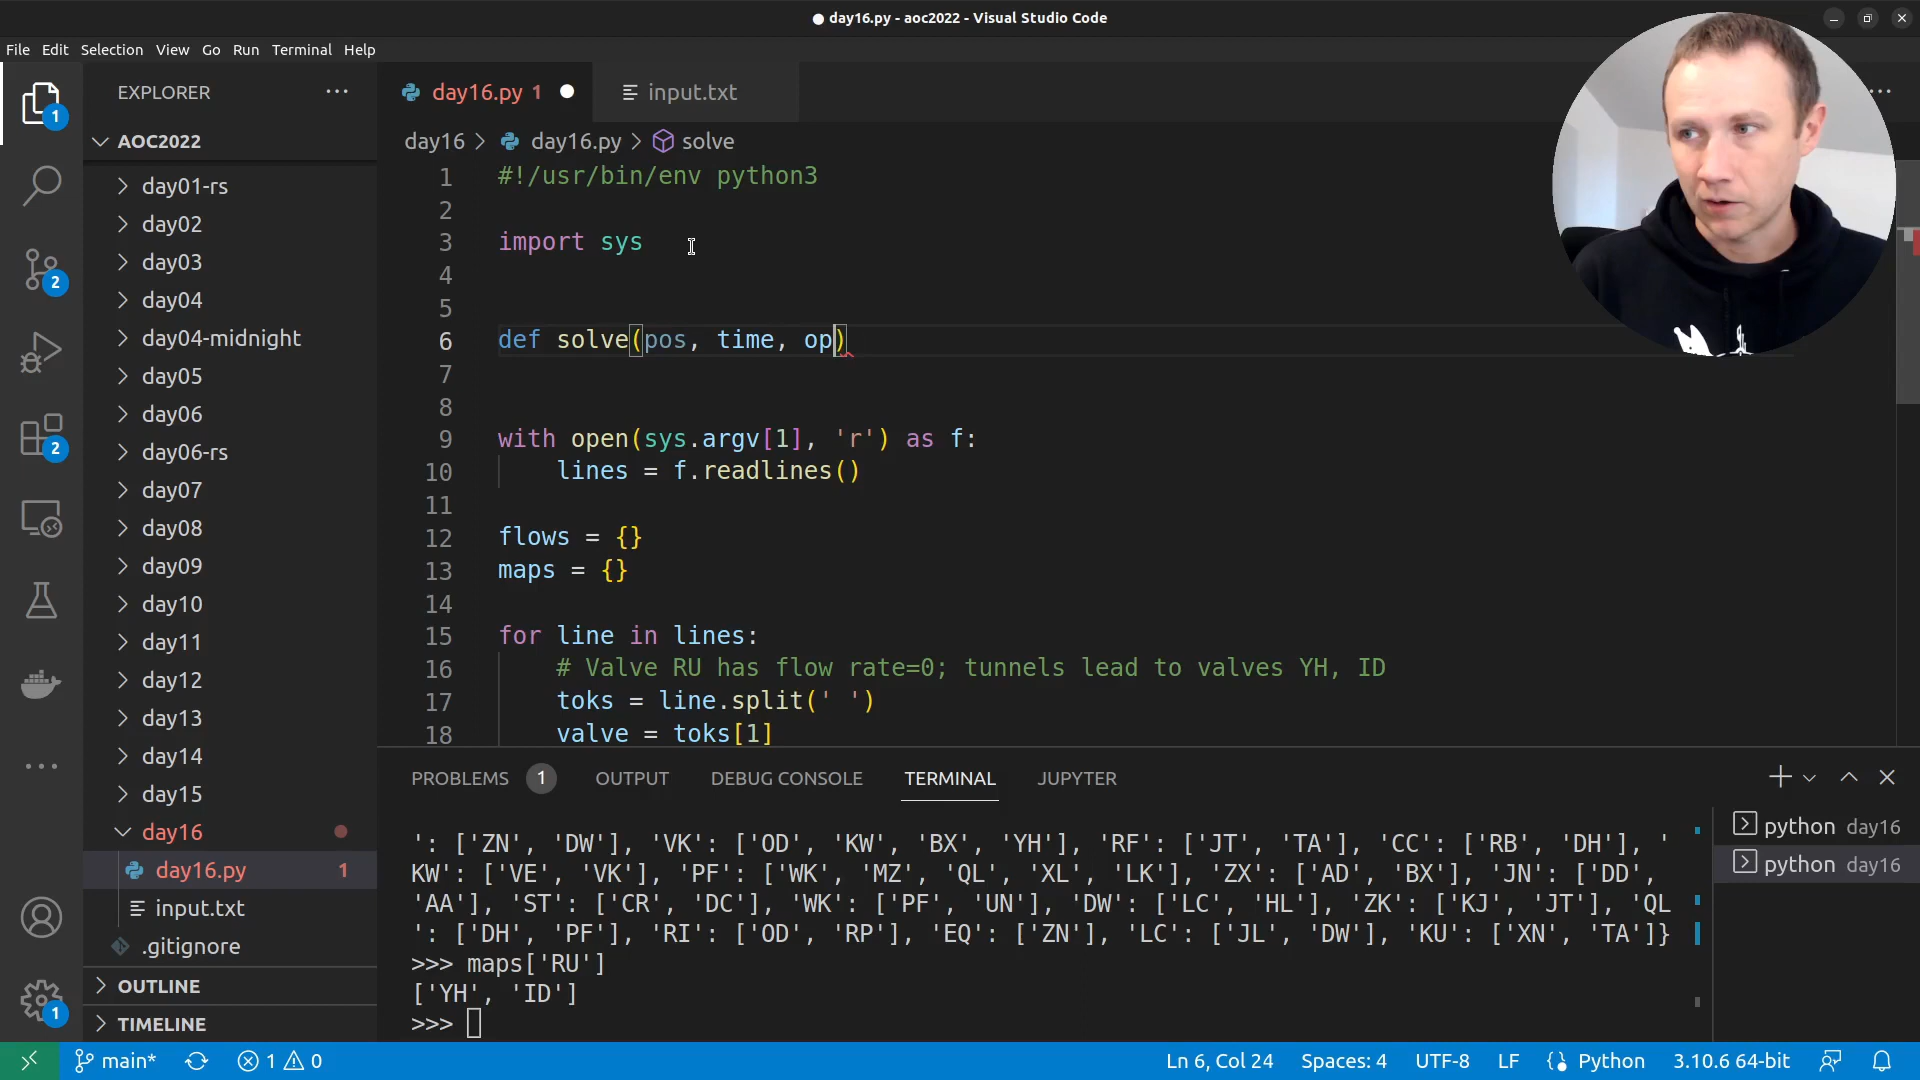 day16.py - aoc2022 - Visual Studio Code
File Edit Selection View Go Run Terminal Help
EXPLORER
day16.py 1
input.txt
AOC2022
day16 > day16.py > solve
day01-rs
day02
day03
day04
day04-midnight
day05
day06
day06-rs
day07
day08
day09
day10
day11
day12
day13
day14
day15
day16
day16.py 1
input.txt
.gitignore
OUTLINE
TIMELINE
1
2
2
1
1 #!/usr/bin/env python3
2
3 import sys
4
5
6 def solve(pos, time, op)
7
8
9 with open(sys.argv[1], 'r') as f:
10 lines = f.readlines()
11
12 flows = {}
13 maps = {}
14
15 for line in lines:
16 # Valve RU has flow rate=0; tunnels lead to valves YH, ID
17 toks = line.split(' ')
18 valve = toks[1]
PROBLEMS 1 OUTPUT DEBUG CONSOLE TERMINAL JUPYTER
': ['ZN', 'DW'], 'VK': ['OD', 'KW', 'BX', 'YH'], 'RF': ['JT', 'TA'], 'CC': ['RB', 'DH'], '
KW': ['VE', 'VK'], 'PF': ['WK', 'MZ', 'QL', 'XL', 'LK'], 'ZX': ['AD', 'BX'], 'JN': ['DD',
'AA'], 'ST': ['CR', 'DC'], 'WK': ['PF', 'UN'], 'DW': ['LC', 'HL'], 'ZK': ['KJ', 'JT'], 'QL
': ['DH', 'PF'], 'RI': ['OD', 'RP'], 'EQ': ['ZN'], 'LC': ['JL', 'DW'], 'KU': ['XN', 'TA']}
>>> maps['RU']
['YH', 'ID']
>>>
python day16
python day16
main* 1 0 Ln 6, Col 24 Spaces: 4 UTF-8 LF Python 3.10.6 64-bit